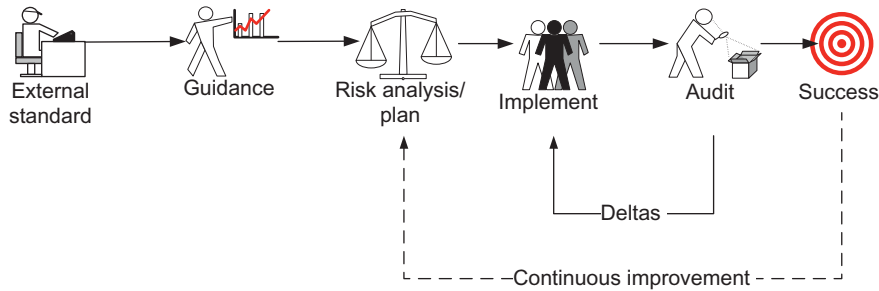 External
standard
Guidance
Risk analysis/
plan
Implement
Audit
Success
Deltas
Continuous improvement